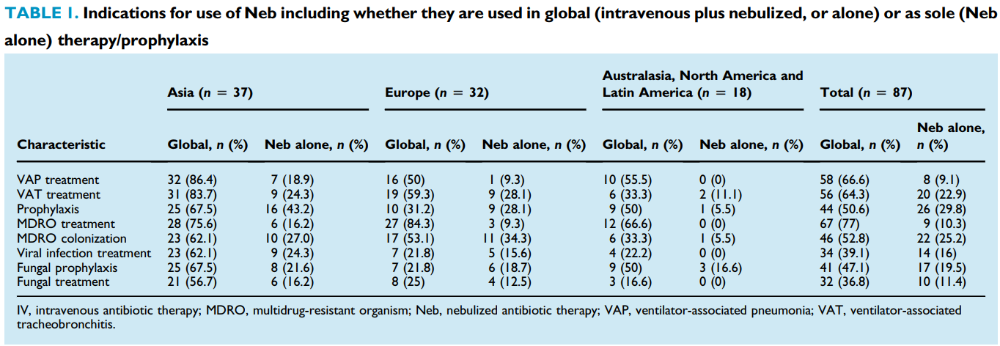 TABLE 1. Indications for use of Neb including whether they are used in global (intravenous plus nebulized, or alone) or as sole (Neb
alone) therapy/prophylaxis
Asia (n = 37) Europe (n = 32) Australasia, North America and Latin America (n = 18) Total (n = 87)
Characteristic Global, n (%) Neb alone, n (%) Global, n (%) Neb alone, n (%) Global, n (%) Neb alone, n (%) Global, n (%) Neb alone, n (%)
VAP treatment 32 (86.4) 7 (18.9) 16 (50) 1 (9.3) 10 (55.5) 0 (0) 58 (66.6) 8 (9.1)
VAT treatment 31 (83.7) 9 (24.3) 19 (59.3) 9 (28.1) 6 (33.3) 2 (11.1) 56 (64.3) 20 (22.9)
Prophylaxis 25 (67.5) 16 (43.2) 10 (31.2) 9 (28.1) 9 (50) 1 (5.5) 44 (50.6) 26 (29.8)
MDRO treatment 28 (75.6) 6 (16.2) 27 (84.3) 3 (9.3) 12 (66.6) 0 (0) 67 (77) 9 (10.3)
MDRO colonization 23 (62.1) 10 (27.0) 17 (53.1) 11 (34.3) 6 (33.3) 1 (5.5) 46 (52.8) 22 (25.2)
Viral infection treatment 23 (62.1) 9 (24.3) 7 (21.8) 5 (15.6) 4 (22.2) 0 (0) 34 (39.1) 14 (16)
Fungal prophylaxis 25 (67.5) 8 (21.6) 7 (21.8) 6 (18.7) 9 (50) 3 (16.6) 41 (47.1) 17 (19.5)
Fungal treatment 21 (56.7) 6 (16.2) 8 (25) 4 (12.5) 3 (16.6) 0 (0) 32 (36.8) 10 (11.4)
IV, intravenous antibiotic therapy; MDRO, multidrug-resistant organism; Neb, nebulized antibiotic therapy; VAP, ventilator-associated pneumonia; VAT, ventilator-associated
tracheobronchitis.